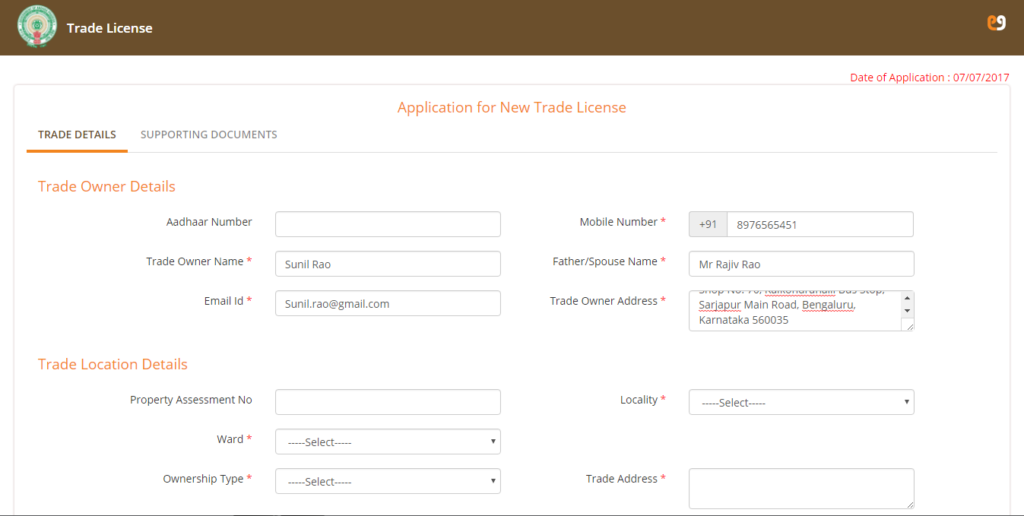 Trade License
Date of Application : 07/07/2017
Application for New Trade License
TRADE DETAILS SUPPORTING DOCUMENTS
Trade Owner Details
Aadhaar Number
Mobile Number * +91 8976565451
Trade Owner Name * Sunil Rao
Father/Spouse Name * Mr Rajiv Rao
Email Id * Sunil.rao@gmail.com
Trade Owner Address *
Sarjapur Main Road, Bengaluru,
Karnataka 560035
Trade Location Details
Property Assessment No
Locality * -----Select-----
Ward * -----Select-----
Ownership Type * -----Select-----
Trade Address *